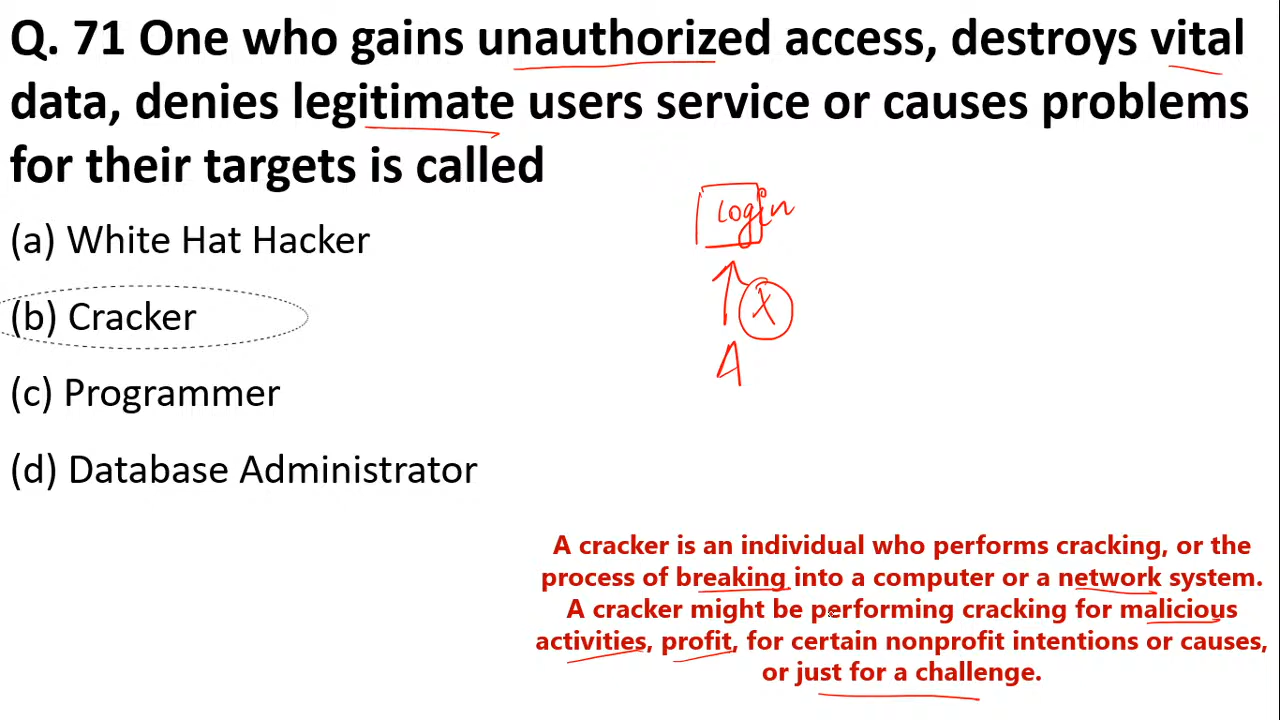 Q. 71 One who gains unauthorized access, destroys vital
data, denies legitimate users service or causes problems
for their targets is called
(a) White Hat Hacker
(b) Cracker
(c) Programmer
(d) Database Administrator
login
X
A
A cracker is an individual who performs cracking, or the
process of breaking into a computer or a network system.
A cracker might be performing cracking for malicious
activities, profit, for certain nonprofit intentions or causes,
or just for a challenge.